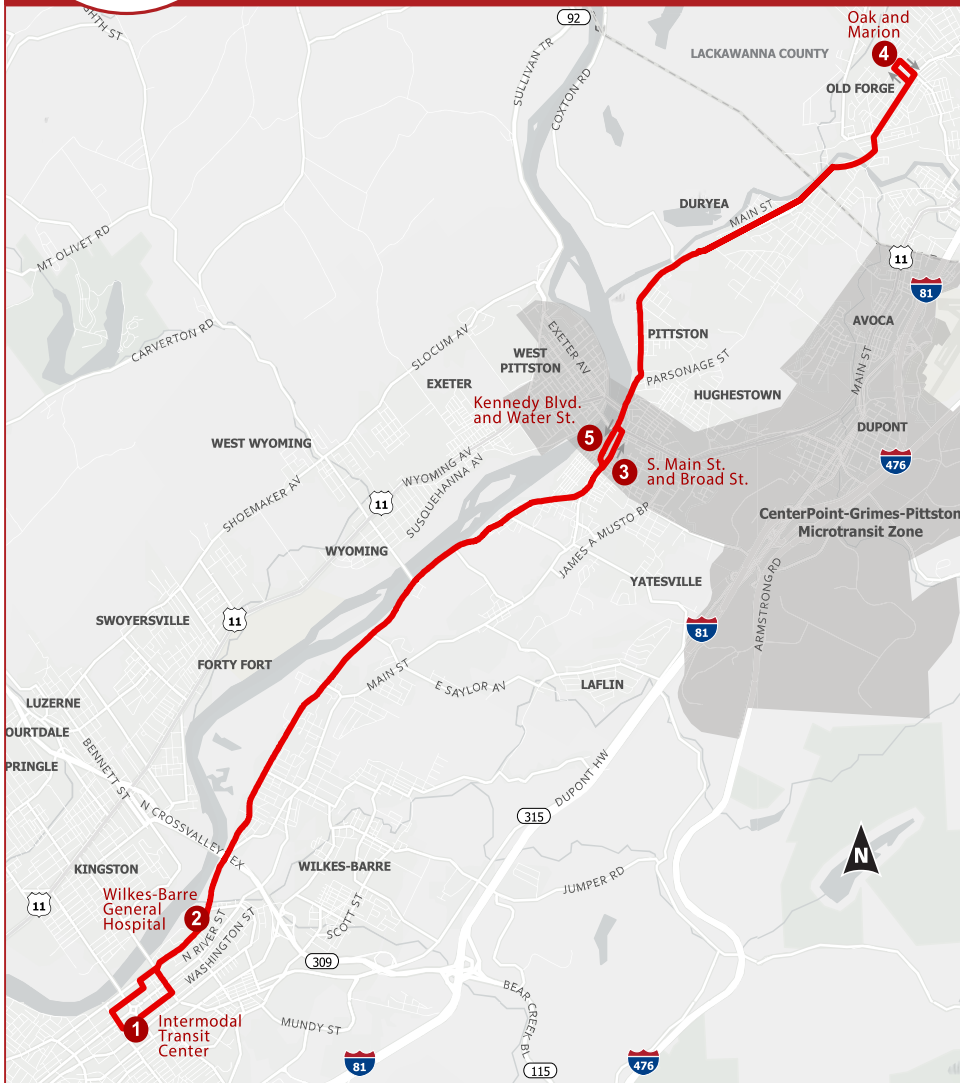 92
Oak and
Marion
4
LACKAWANNA COUNTY
SULLIVAN TR
COXTON RD
OLD FORGE
DURYEA
MAIN ST
MT OLIVET RD
11
81
CARVERTON RD
SLOCUM AV
EXETER AV
WEST
PITTSTON
PITTSTON
AVOCA
MAIN ST
PARSONAGE ST
EXETER
HUGHESTOWN
Kennedy Blvd.
and Water St.
5
DUPONT
WEST WYOMING
3
S. Main St.
and Broad St.
476
WYOMING AV
SUSQUEHANNA AV
SHOEMAKER AV
11
CenterPoint-Grimes-Pittston
Microtransit Zone
JAMES A MUSTO BP
WYOMING
YATESVILLE
ARMSTRONG RD
SWOYERSVILLE
11
81
FORTY FORT
MAIN ST
E SAYLOR AV
LAFLIN
LUZERNE
OURTDALE
PRINGLE
BENNETT ST
DUPONT HW
N CROSSVALLEY EX
315
KINGSTON
WILKES-BARRE
JUMPER RD
N
11
Wilkes-Barre
General
Hospital
2
SCOTT ST
N RIVER ST
WASHINGTON ST
309
BEAR CREEK BL
1
Intermodal
Transit
Center
MUNDY ST
81
115
476